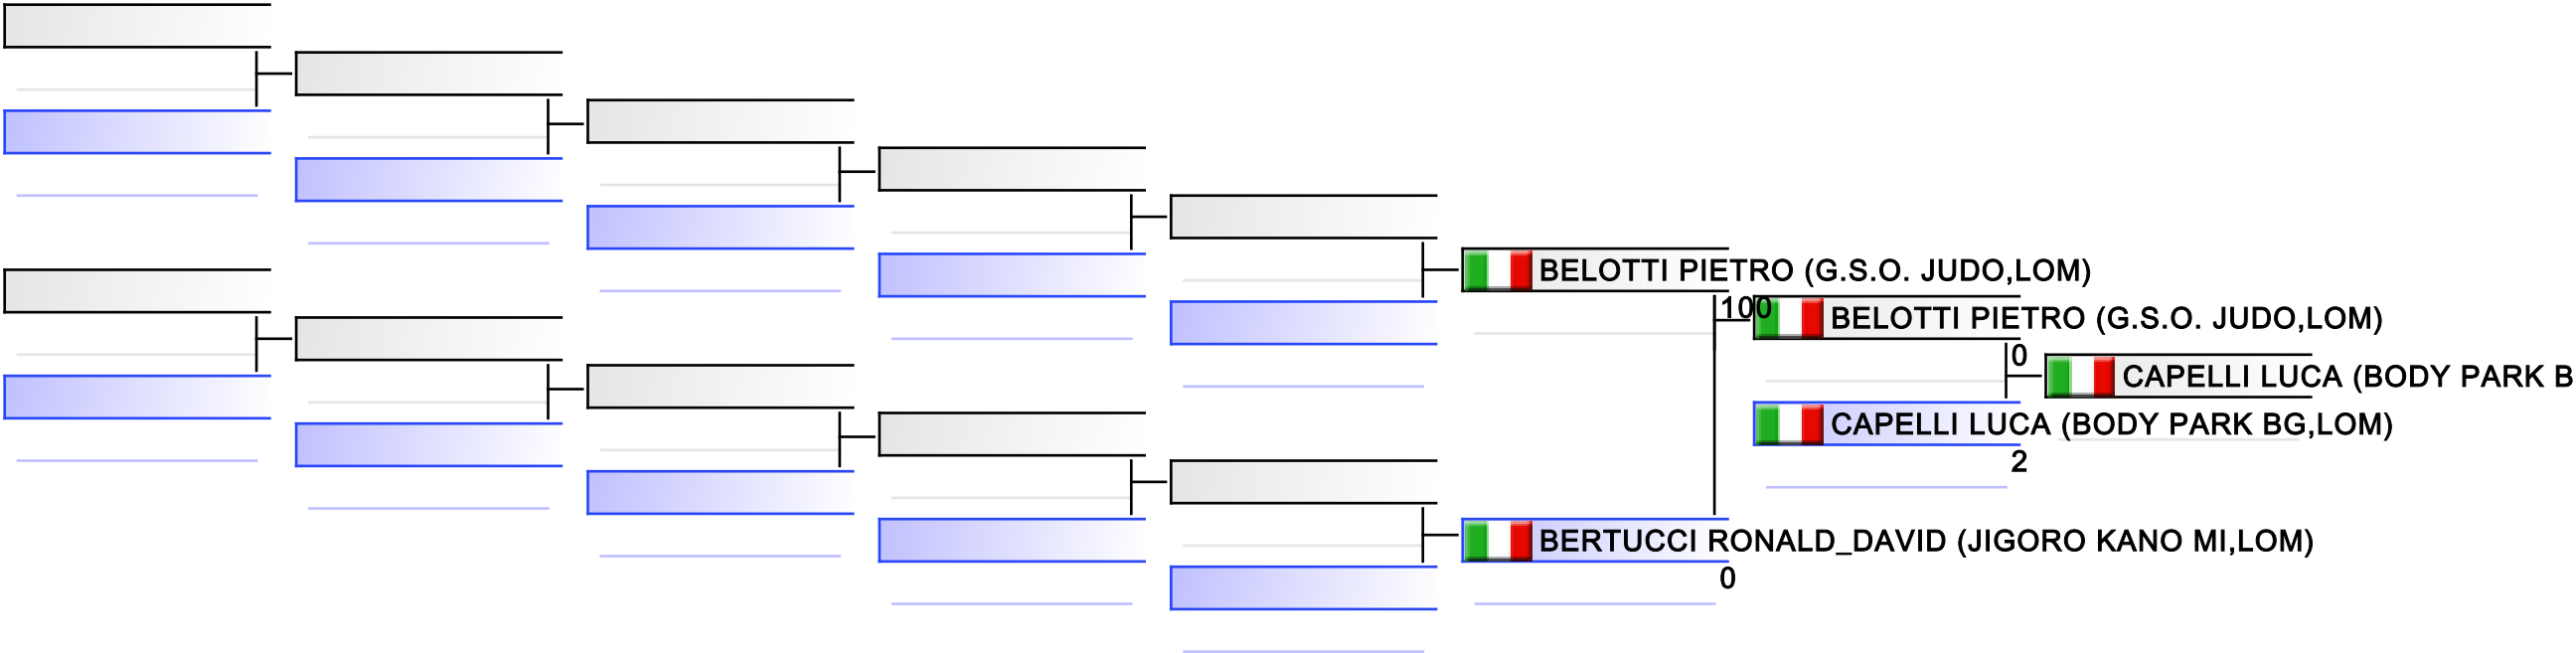 BELOTTI PIETRO (G.S.O. JUDO,LOM)
100
BELOTTI PIETRO (G.S.O. JUDO,LOM)
0
CAPELLI LUCA (BODY PARK B
CAPELLI LUCA (BODY PARK BG,LOM)
2
BERTUCCI RONALD_DAVID (JIGORO KANO MI,LOM)
0